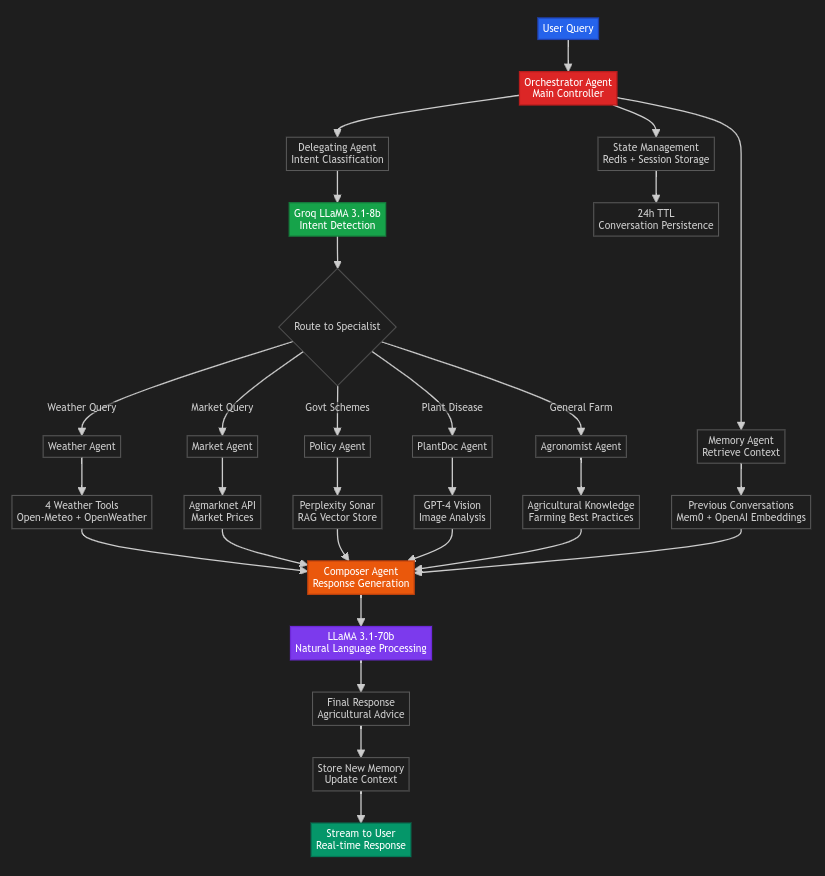 User Query
Orchestrator Agent
Main Controller
Delegating Agent
Intent Classification
State Management
Redis + Session Storage
Groq LLaMA 3.1-8b
Intent Detection
24h TTL
Conversation Persistence
Route to Specialist
Weather Query
Market Query
Govt Schemes
Plant Disease
General Farm
Weather Agent
Market Agent
Policy Agent
PlantDoc Agent
Agronomist Agent
Memory Agent
Retrieve Context
4 Weather Tools
Open-Meteo + OpenWeather
Agmarknet API
Market Prices
Perplexity Sonar
RAG Vector Store
GPT-4 Vision
Image Analysis
Agricultural Knowledge
Farming Best Practices
Previous Conversations
Mem0 + OpenAI Embeddings
Composer Agent
Response Generation
LLaMA 3.1-70b
Natural Language Processing
Final Response
Agricultural Advice
Store New Memory
Update Context
Stream to User
Real-time Response